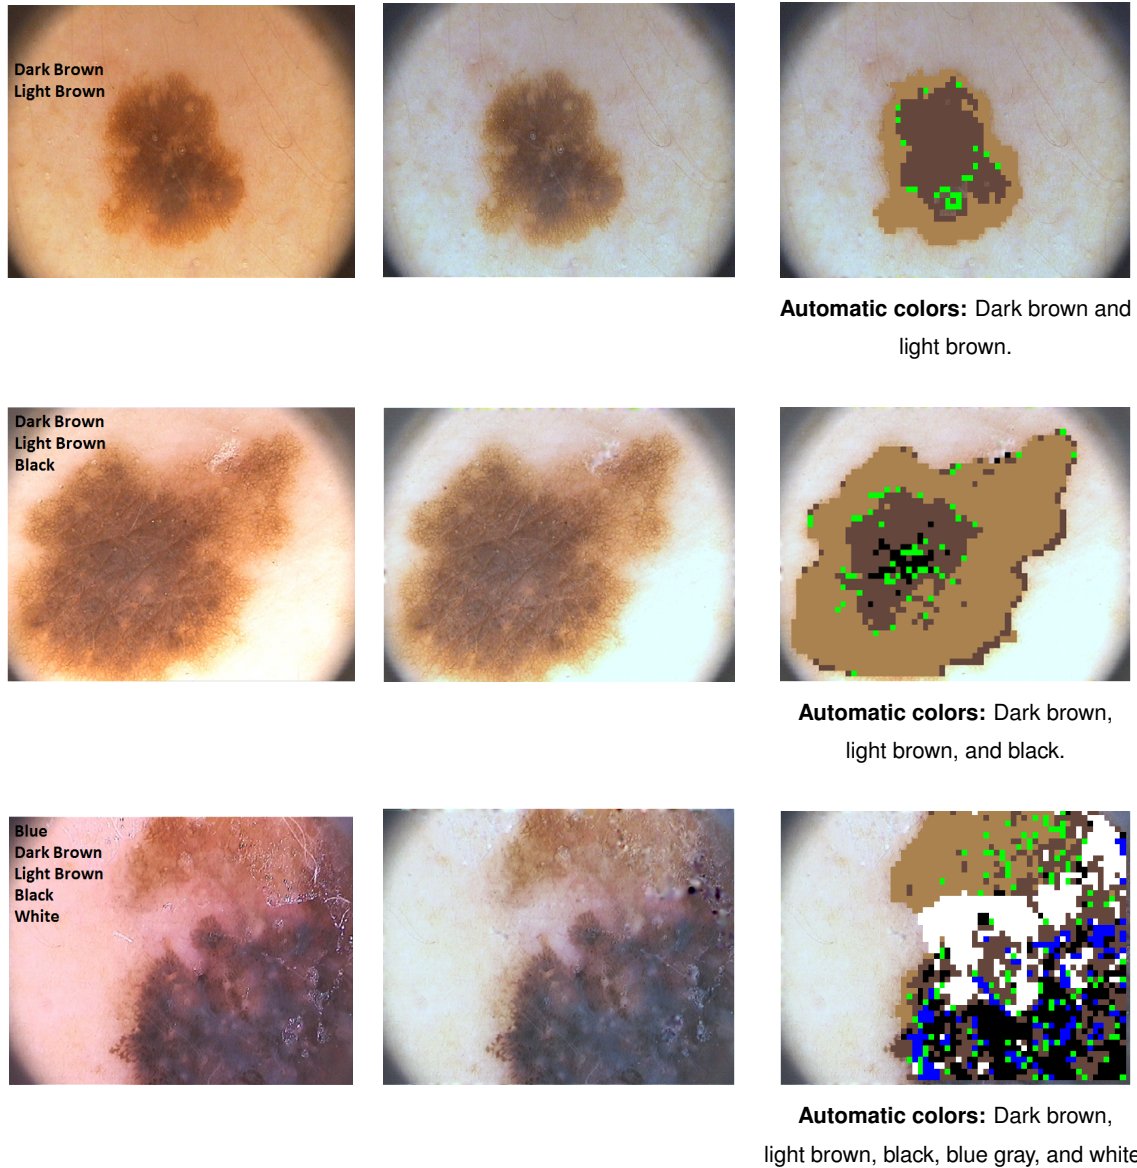 Dark Brown
Light Brown
Automatic colors: Dark brown and
light brown.
Dark Brown
Light Brown
Black
Automatic colors: Dark brown,
light brown, and black.
Blue
Dark Brown
Light Brown
Black
White
Automatic colors: Dark brown,
light brown, black, blue gray, and white